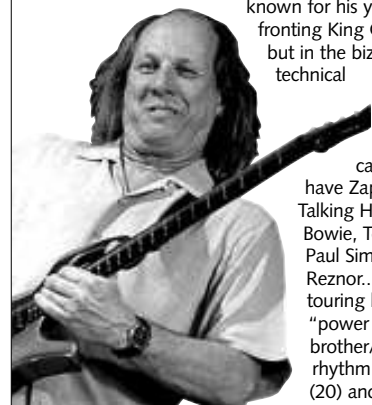 known for his y
fronting King C
but in the biz
technical
ca
have Zap
Talking H
Bowie, T
Paul Sim
Reznor..
touring b
“power
brother/
rhythm
(20) and